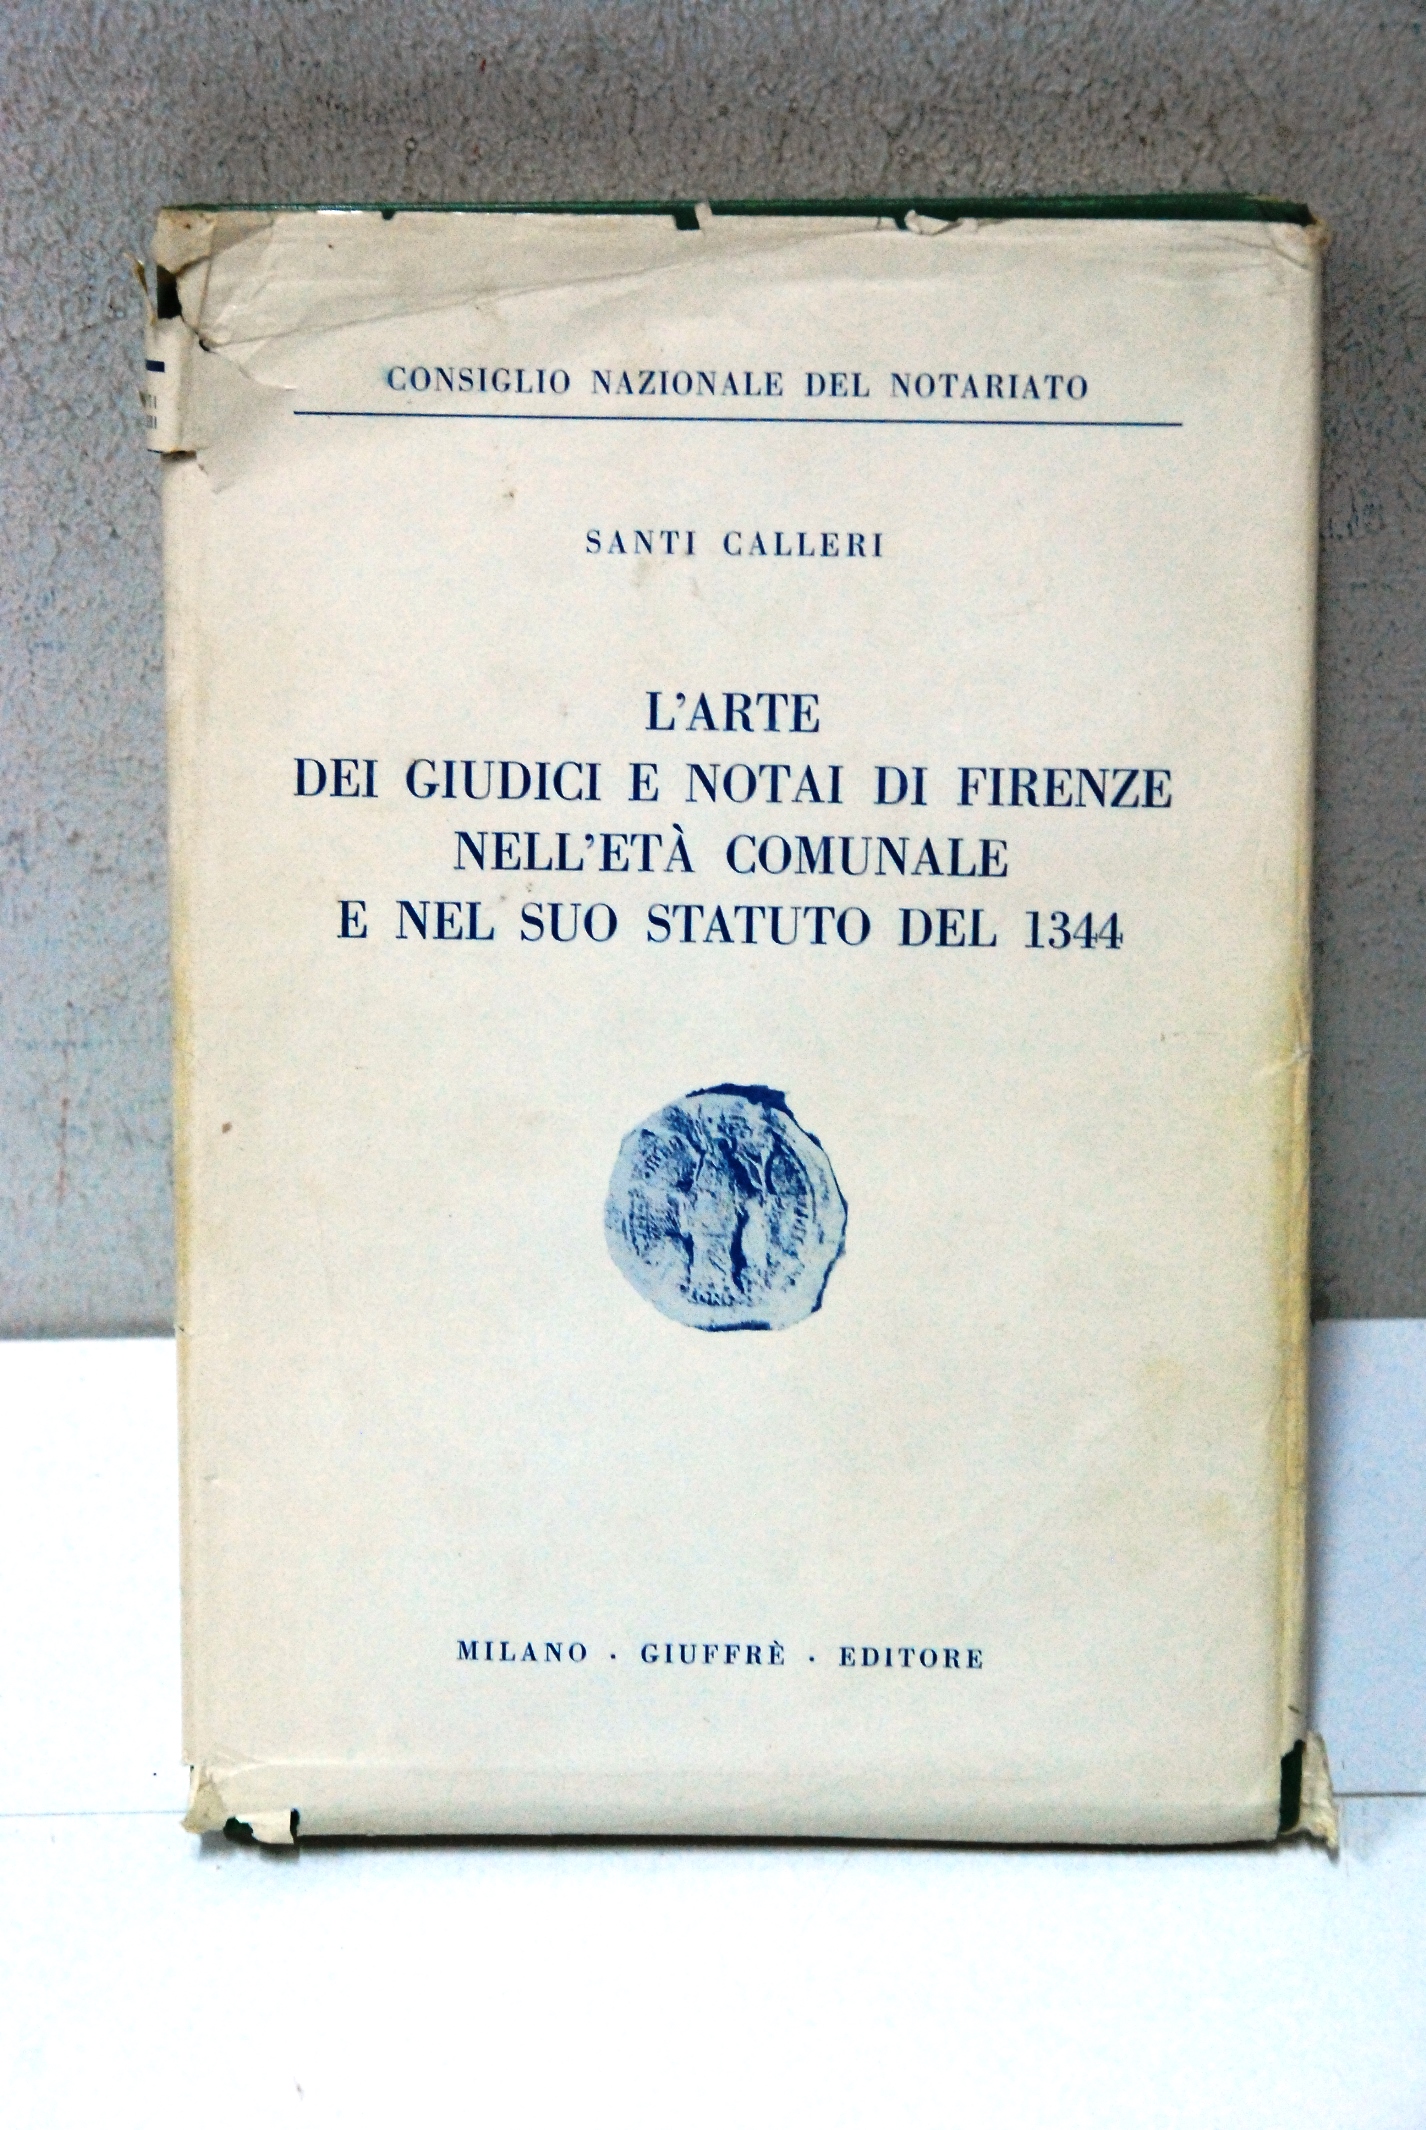 CONSIGLIO NAZIONALE DEL NOTARIATO
SANTI CALLERI
L'ARTE
DEI GIUDICI E NOTAI DI FIRENZE
NELL'ETÀ COMUNALE
E NEL SUO STATUTO DEL 1344
MILANO · GIUFFRÈ · EDITORE